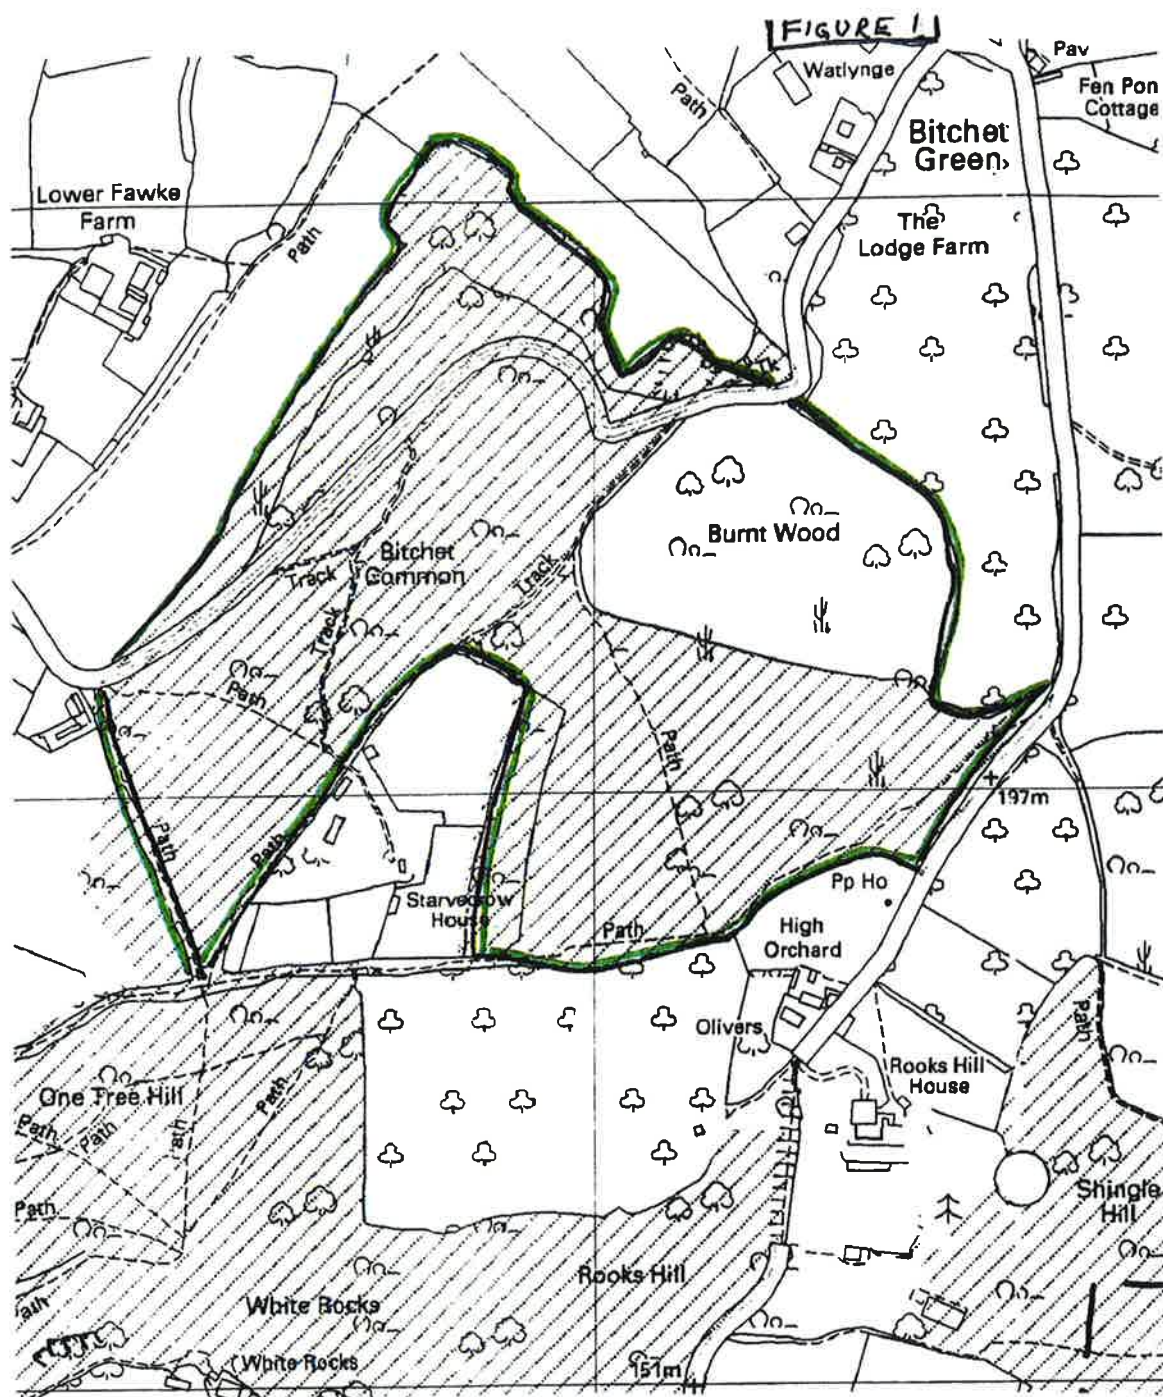 FIGURE 1
Pav
Watlynge
Path
Fen Pon
Cottage
Bitchet
Green
Lower Fawke
Farm
Path
The
Lodge Farm
Burnt Wood
Bitchet
Common
Track
Track
Track
Path
Path
197m
Path
Path
Pp Ho
Starvecrow
House
Path
High
Orchard
Olivers
Path
Rooks Hill
House
One Tree Hill
Path
Path
Path
Path
Path
Shingle
Hill
Rooks Hill
White Rocks
ath
White Rocks
151m